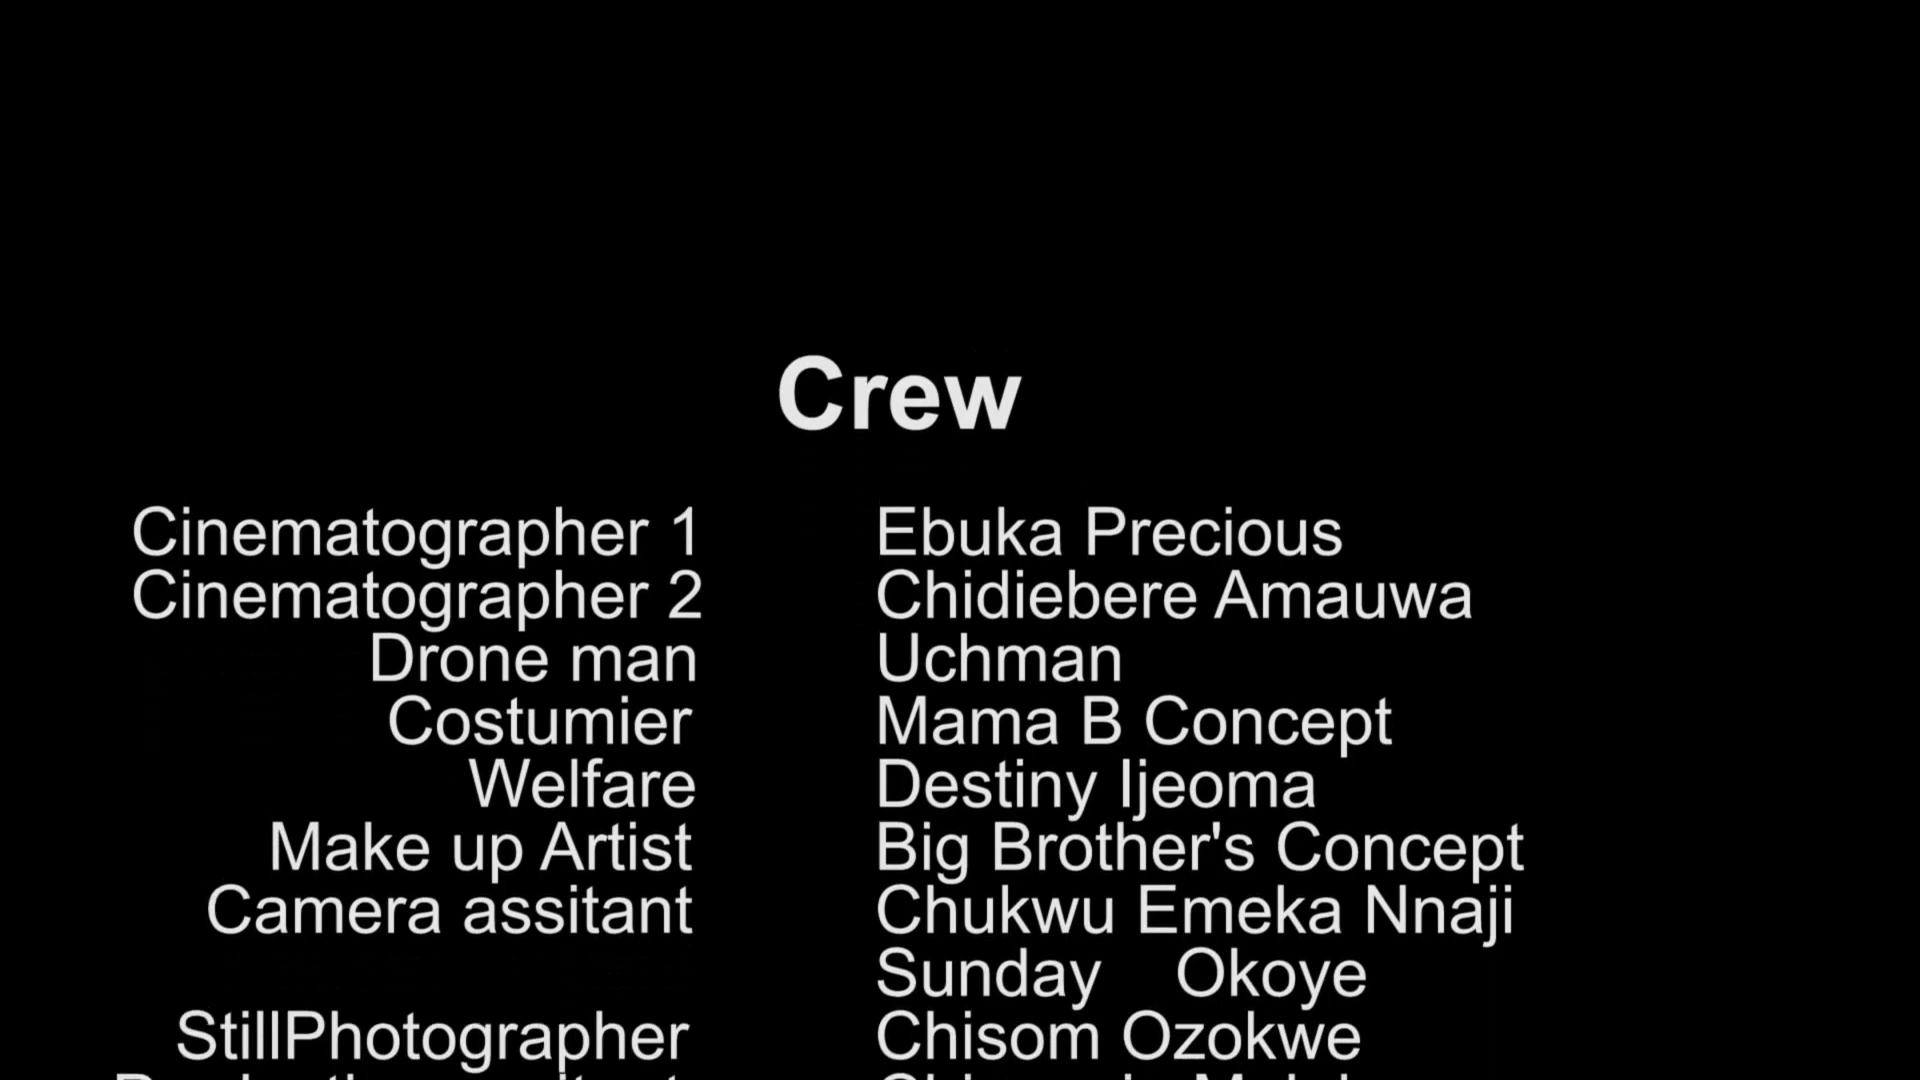 Crew
Cinematographer 1 Ebuka Precious
Cinematographer 2 Chidiebere Amauwa
Drone man Uchman
Costumier Mama B Concept
Welfare Destiny Ijeoma
Make up Artist Big Brother's Concept
Camera assitant Chukwu Emeka Nnaji
Sunday Okoye
StillPhotographer Chisom Ozokwe